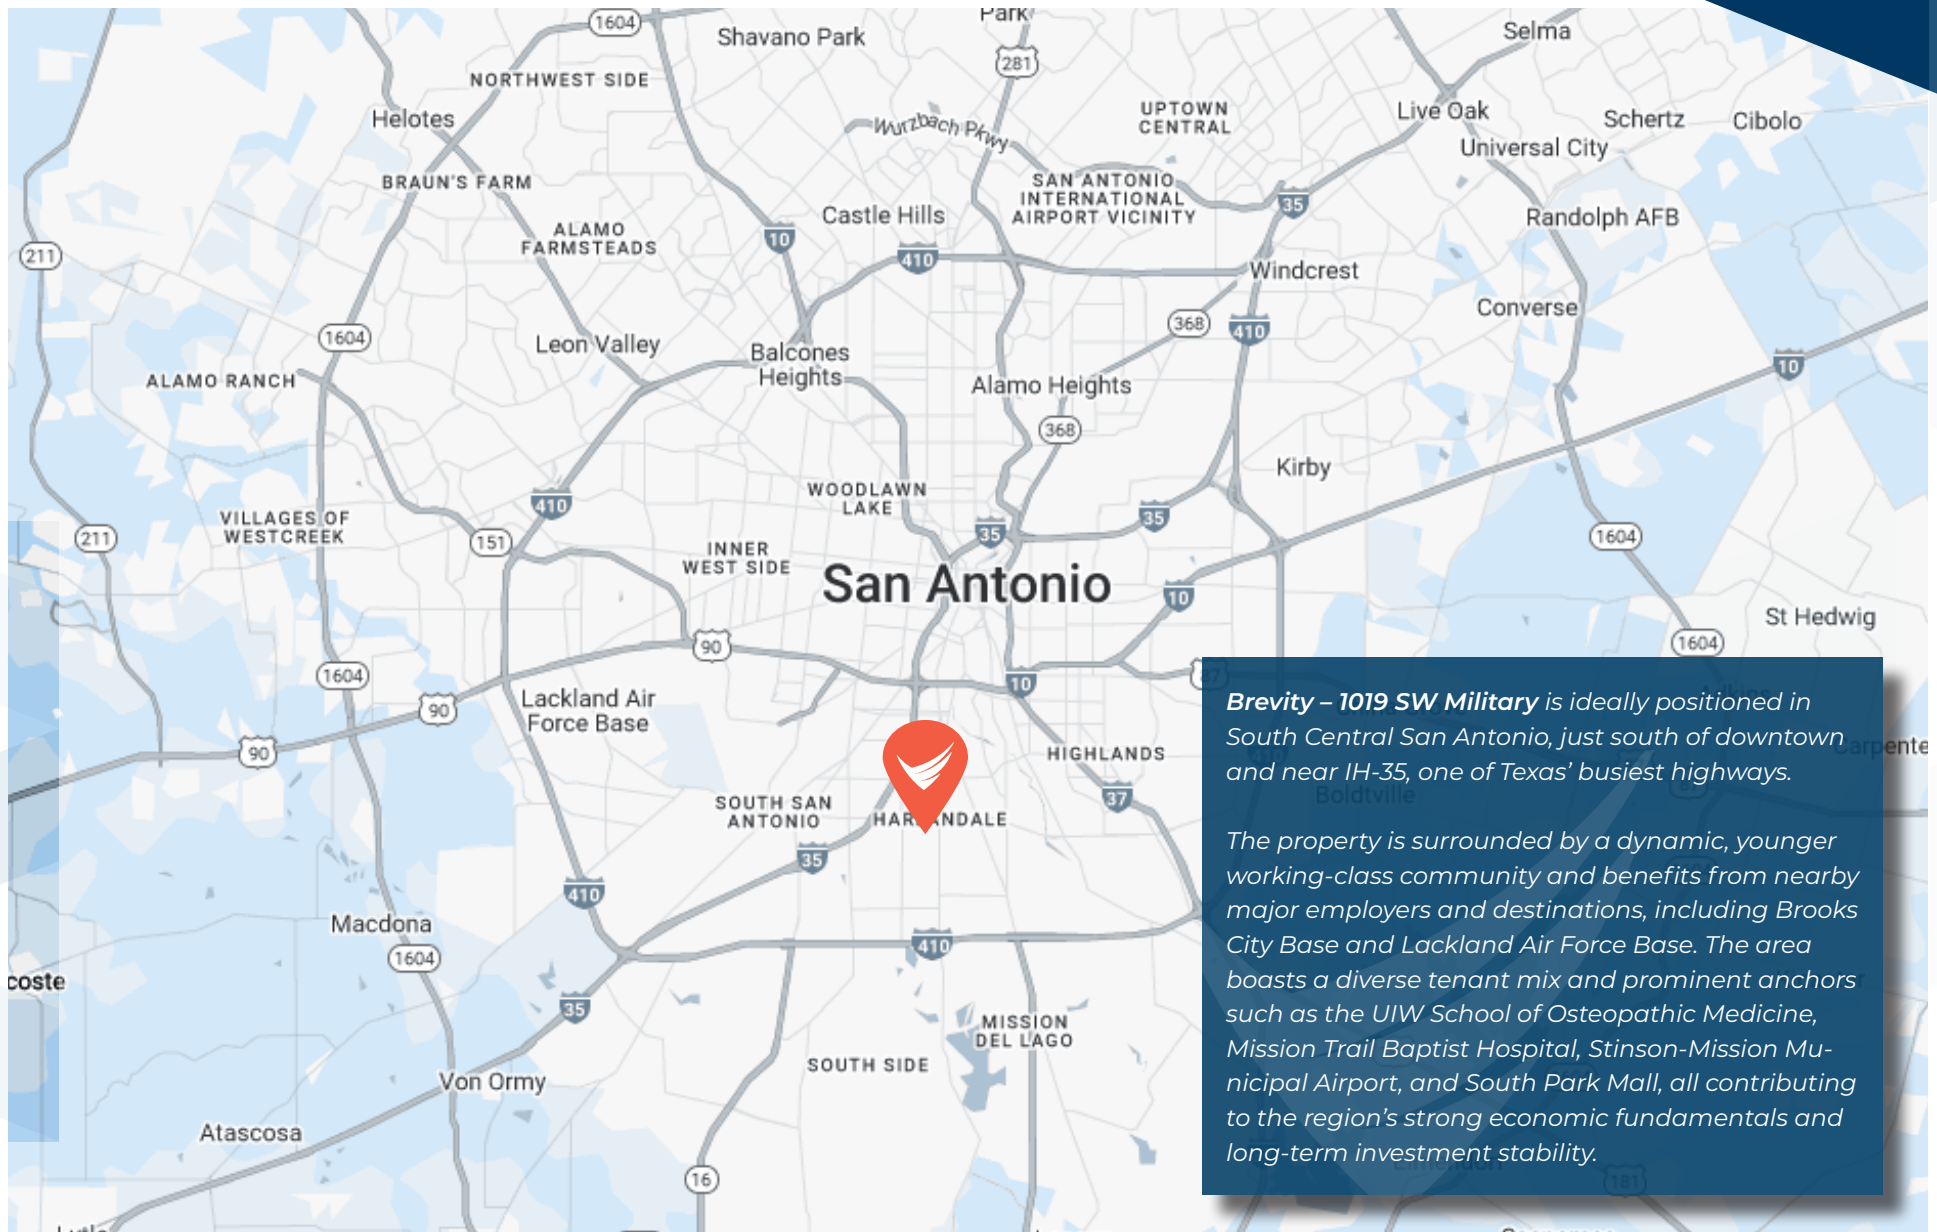 1604
Shavano Park
Park
Selma
281
NORTHWEST SIDE
Helotes
UPTOWN
CENTRAL
Live Oak
Schertz
Cibolo
Wurzbach Pkwy
Universal City
BRAUN'S FARM
SAN ANTONIO
INTERNATIONAL
AIRPORT VICINITY
35
Castle Hills
Randolph AFB
ALAMO
FARMSTEADS
10
211
410
Windcrest
Converse
1604
368
410
Leon Valley
Balcones
Heights
10
ALAMO RANCH
Alamo Heights
368
Kirby
WOODLAWN
LAKE
410
35
35
VILLAGES OF
WESTCREEK
211
151
1604
INNER
WEST SIDE
San Antonio
10
St Hedwig
90
1604
1604
10
87
Lackland Air
Force Base
90
90
HIGHLANDS
Carpente
37
SOUTH SAN
ANTONIO
HARLANDALE
35
Boldtville
410
Macdona
410
1604
coste
35
MISSION
DEL LAGO
SOUTH SIDE
Von Ormy
Atascosa
16
181
Brevity – 1019 SW Military is ideally positioned in
South Central San Antonio, just south of downtown
and near IH-35, one of Texas’ busiest highways.
The property is surrounded by a dynamic, younger
working-class community and benefits from nearby
major employers and destinations, including Brooks
City Base and Lackland Air Force Base. The area
boasts a diverse tenant mix and prominent anchors
such as the UIW School of Osteopathic Medicine,
Mission Trail Baptist Hospital, Stinson-Mission Mu-
nicipal Airport, and South Park Mall, all contributing
to the region’s strong economic fundamentals and
long-term investment stability.